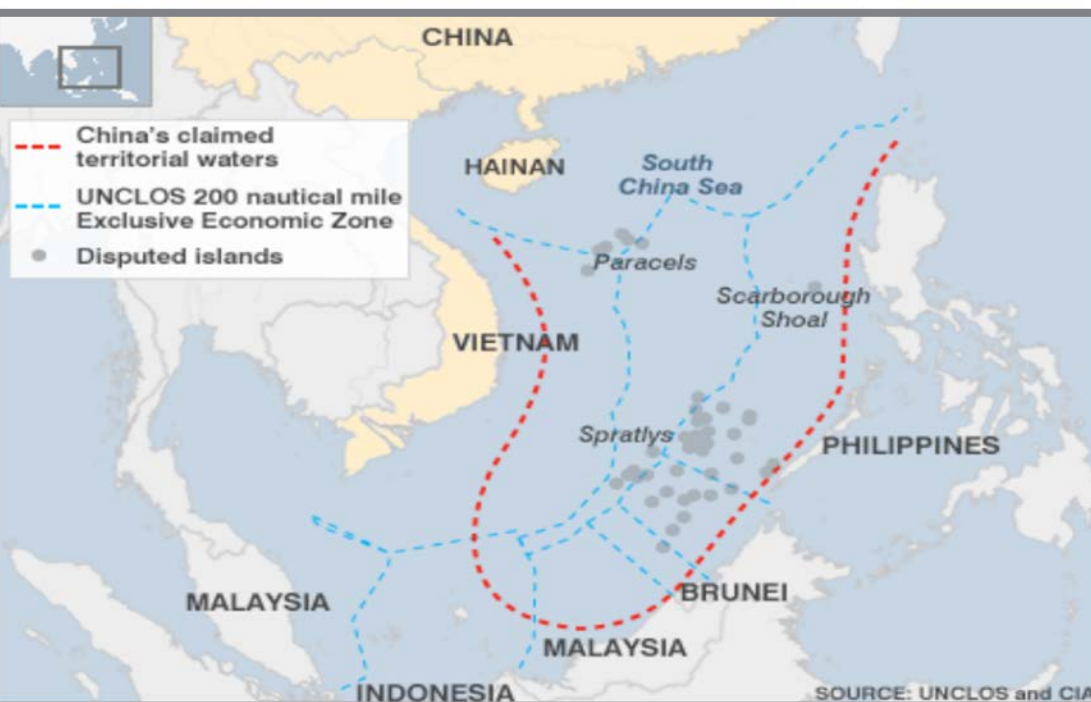 CHINA
China's claimed
territorial waters
UNCLOS 200 nautical mile
Exclusive Economic Zone
Disputed islands
HAINAN
South
China Sea
Paracels
Scarborough
Shoal
VIETNAM
Spratlys
PHILIPPINES
BRUNEI
MALAYSIA
MALAYSIA
INDONESIA
SOURCE: UNCLOS and CIA